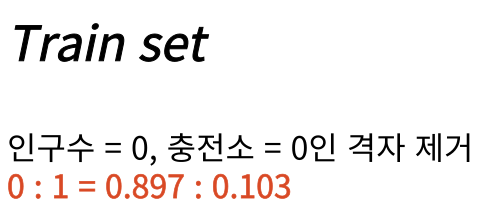 Train set
인구수 = 0, 충전소 = 0인 격자 제거
0 : 1 = 0.897 : 0.103